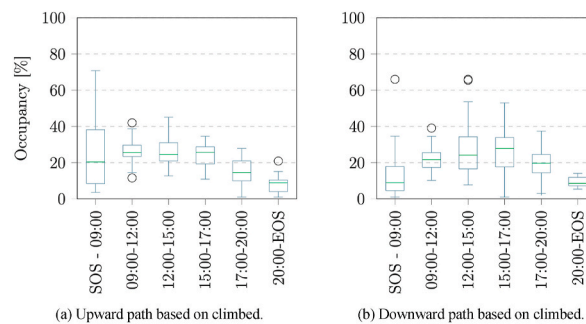 100
80
60
40
20
0
Occupancy [%]
SOS - 09:00
09:00-12:00
12:00-15:00
15:00-17:00
17:00-20:00
20:00-EOS
(a) Upward path based on climbed.
100
80
60
40
20
0
SOS - 09:00
09:00-12:00
12:00-15:00
15:00-17:00
17:00-20:00
20:00-EOS
(b) Downward path based on climbed.